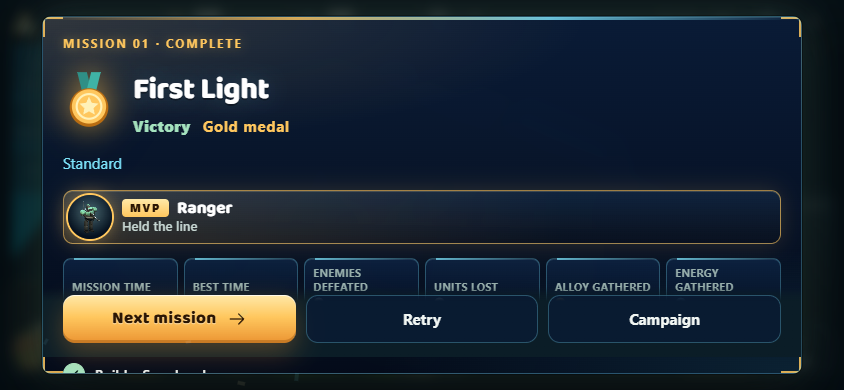 MISSION 01 · COMPLETE
First Light
Victory Gold medal
Standard
MVP Ranger
Held the line
MISSION TIME
BEST TIME
ENEMIES
DEFEATED
UNITS LOST
ALLOY GATHERED
ENERGY
GATHERED
Next mission →
Retry
Campaign